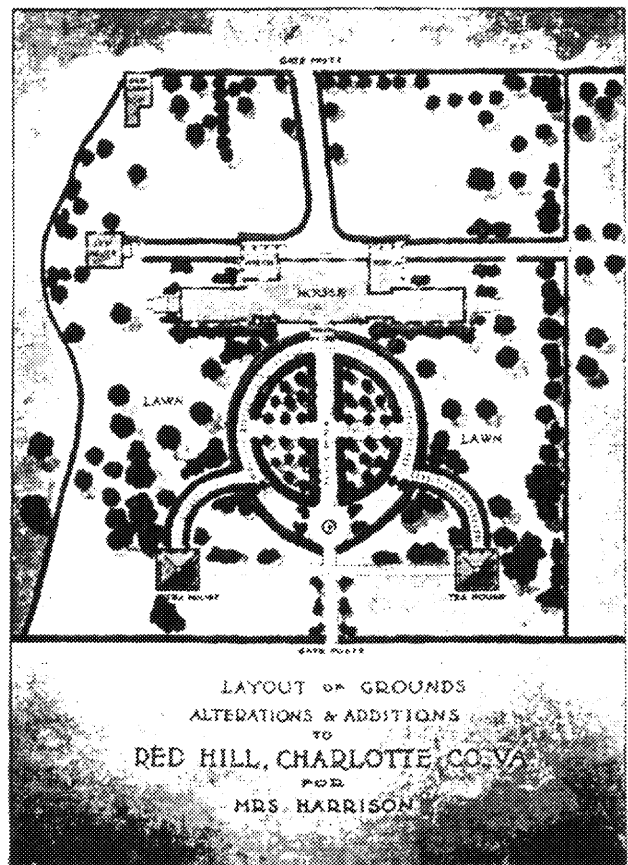 GATE POSTS
HOUSE
LAWN
LAWN
TEA HOUSE
TEA HOUSE
GATE POSTS
LAYOUT OF GROUNDS
ALTERATIONS & ADDITIONS
TO
RED HILL, CHARLOTTE CO. VA.
FOR
MRS HARRISON